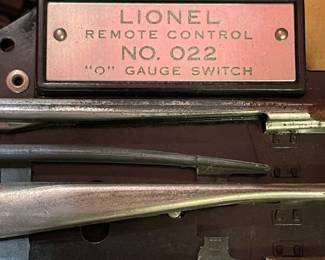 LIONEL
REMOTE CONTROL
NO. 022
"O" GAUGE SWITCH